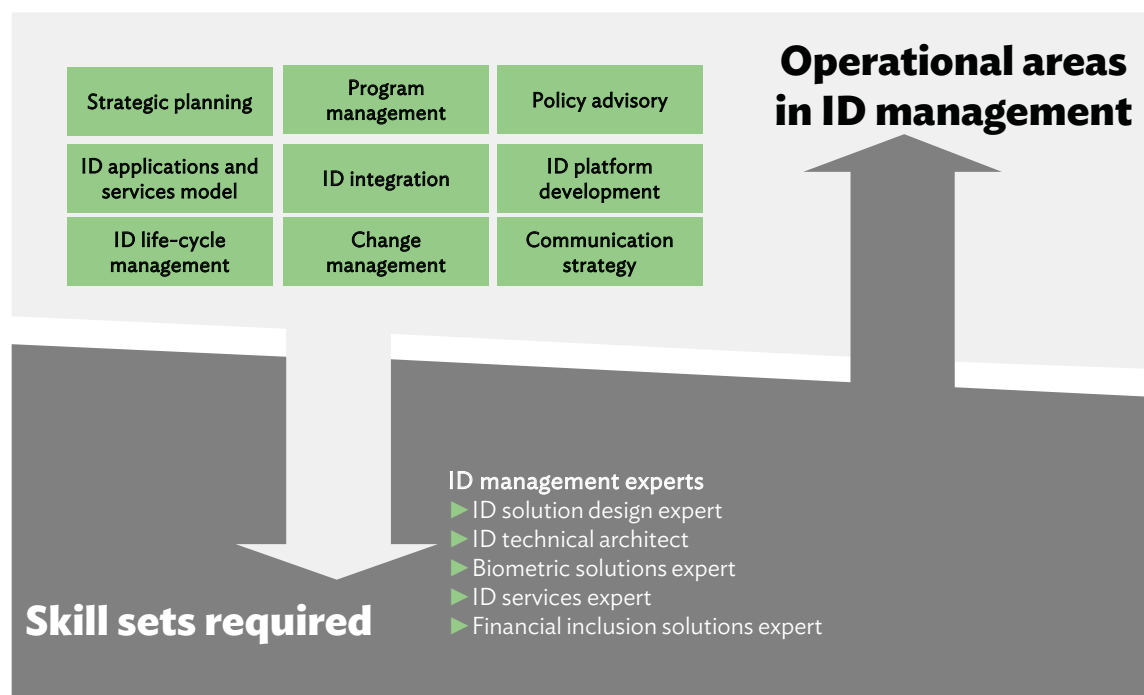 Operational areas
in ID management
Strategic planning
Program
management
Policy advisory
ID applications and
services model
ID integration
ID platform
development
ID life-cycle
management
Change
management
Communication
strategy
ID management experts
►ID solution design expert
►ID technical architect
►Biometric solutions expert
►ID services expert
►Financial inclusion solutions expert
Skill sets required